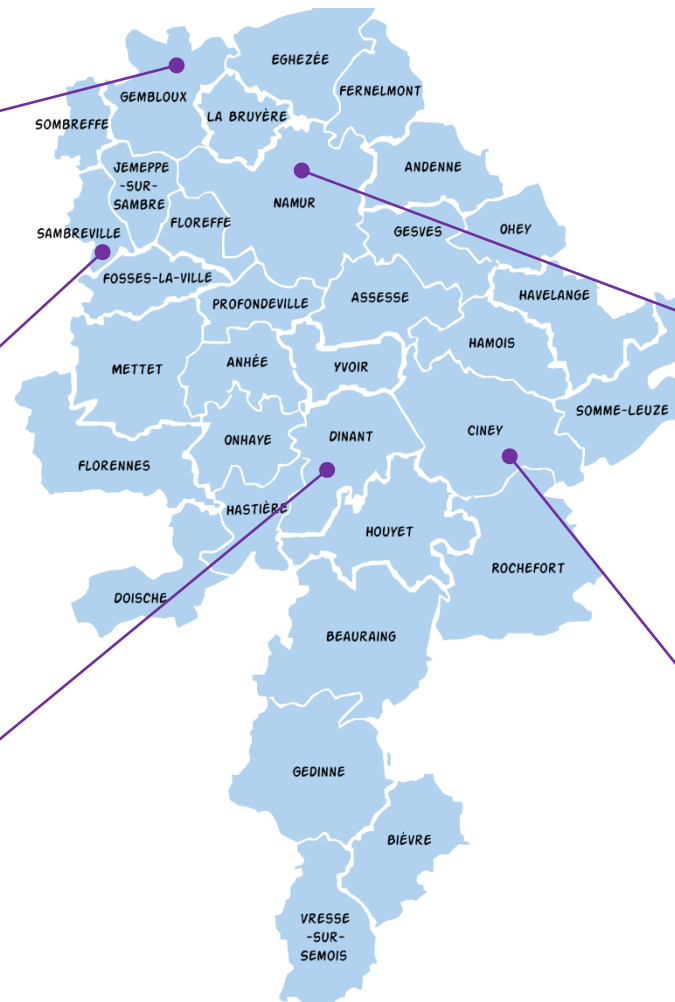 EGHEZÉE
FERNELMONT
GEMBLOUX
LA BRUYÈRE
SOMBREFFE
JEMEPPE
-SUR-
SAMBRE
ANDENNE
NAMUR
FLOREFFE
SAMBREVILLE
GESVES
OHEY
FOSSES-LA-VILLE
PROFONDEVILLE
ASSESSE
HAVELANGE
HAMOIS
METTET
ANHÉE
YVOIR
SOMME-LEUZE
ONHAYE
DINANT
CINEY
FLORENNES
HASTIÈRE
HOUYET
ROCHEFORT
DOISCHE
BEAURAING
GEDINNE
BIÈVRE
VRESSE
-SUR-
SEMOIS